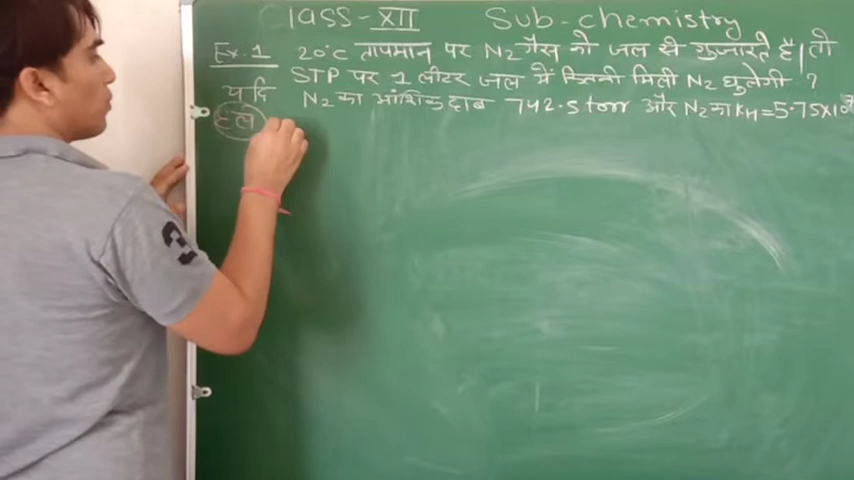 Class-XII Sub-chemistry
Ex.1 20°C तापमान पर N2 गैस को जल से गुजारते हैं। तो
STP पर 1 लीटर जल में कितनी मिली N2 घुलेगी ?
यदि N2 का आंशिक दाब 742.5 torr और N2 का KH=5.75x10
हल